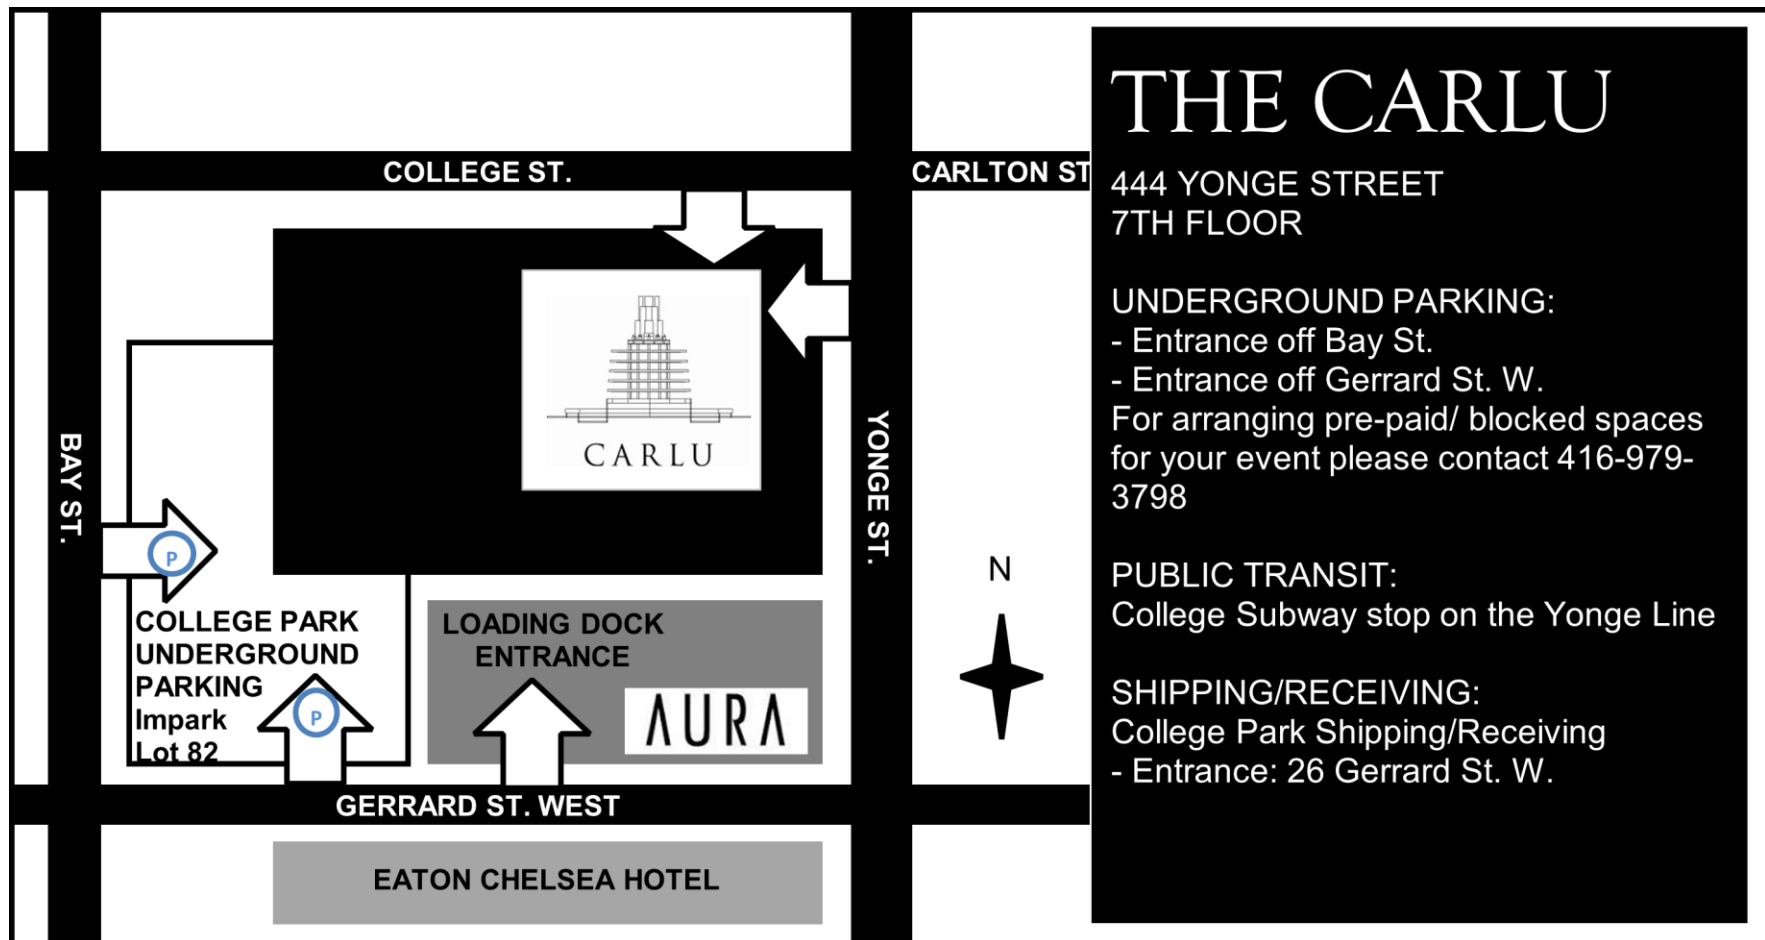 COLLEGE ST.
CARLTON ST
BAY ST.
YONGE ST.
CARLU
P
COLLEGE PARK
UNDERGROUND
PARKING
Impark
Lot 82
P
LOADING DOCK
ENTRANCE
AURA
N
GERRARD ST. WEST
EATON CHELSEA HOTEL
THE CARLU
444 YONGE STREET
7TH FLOOR
UNDERGROUND PARKING:
- Entrance off Bay St.
- Entrance off Gerrard St. W.
For arranging pre-paid/ blocked spaces
for your event please contact 416-979-
3798
PUBLIC TRANSIT:
College Subway stop on the Yonge Line
SHIPPING/RECEIVING:
College Park Shipping/Receiving
- Entrance: 26 Gerrard St. W.